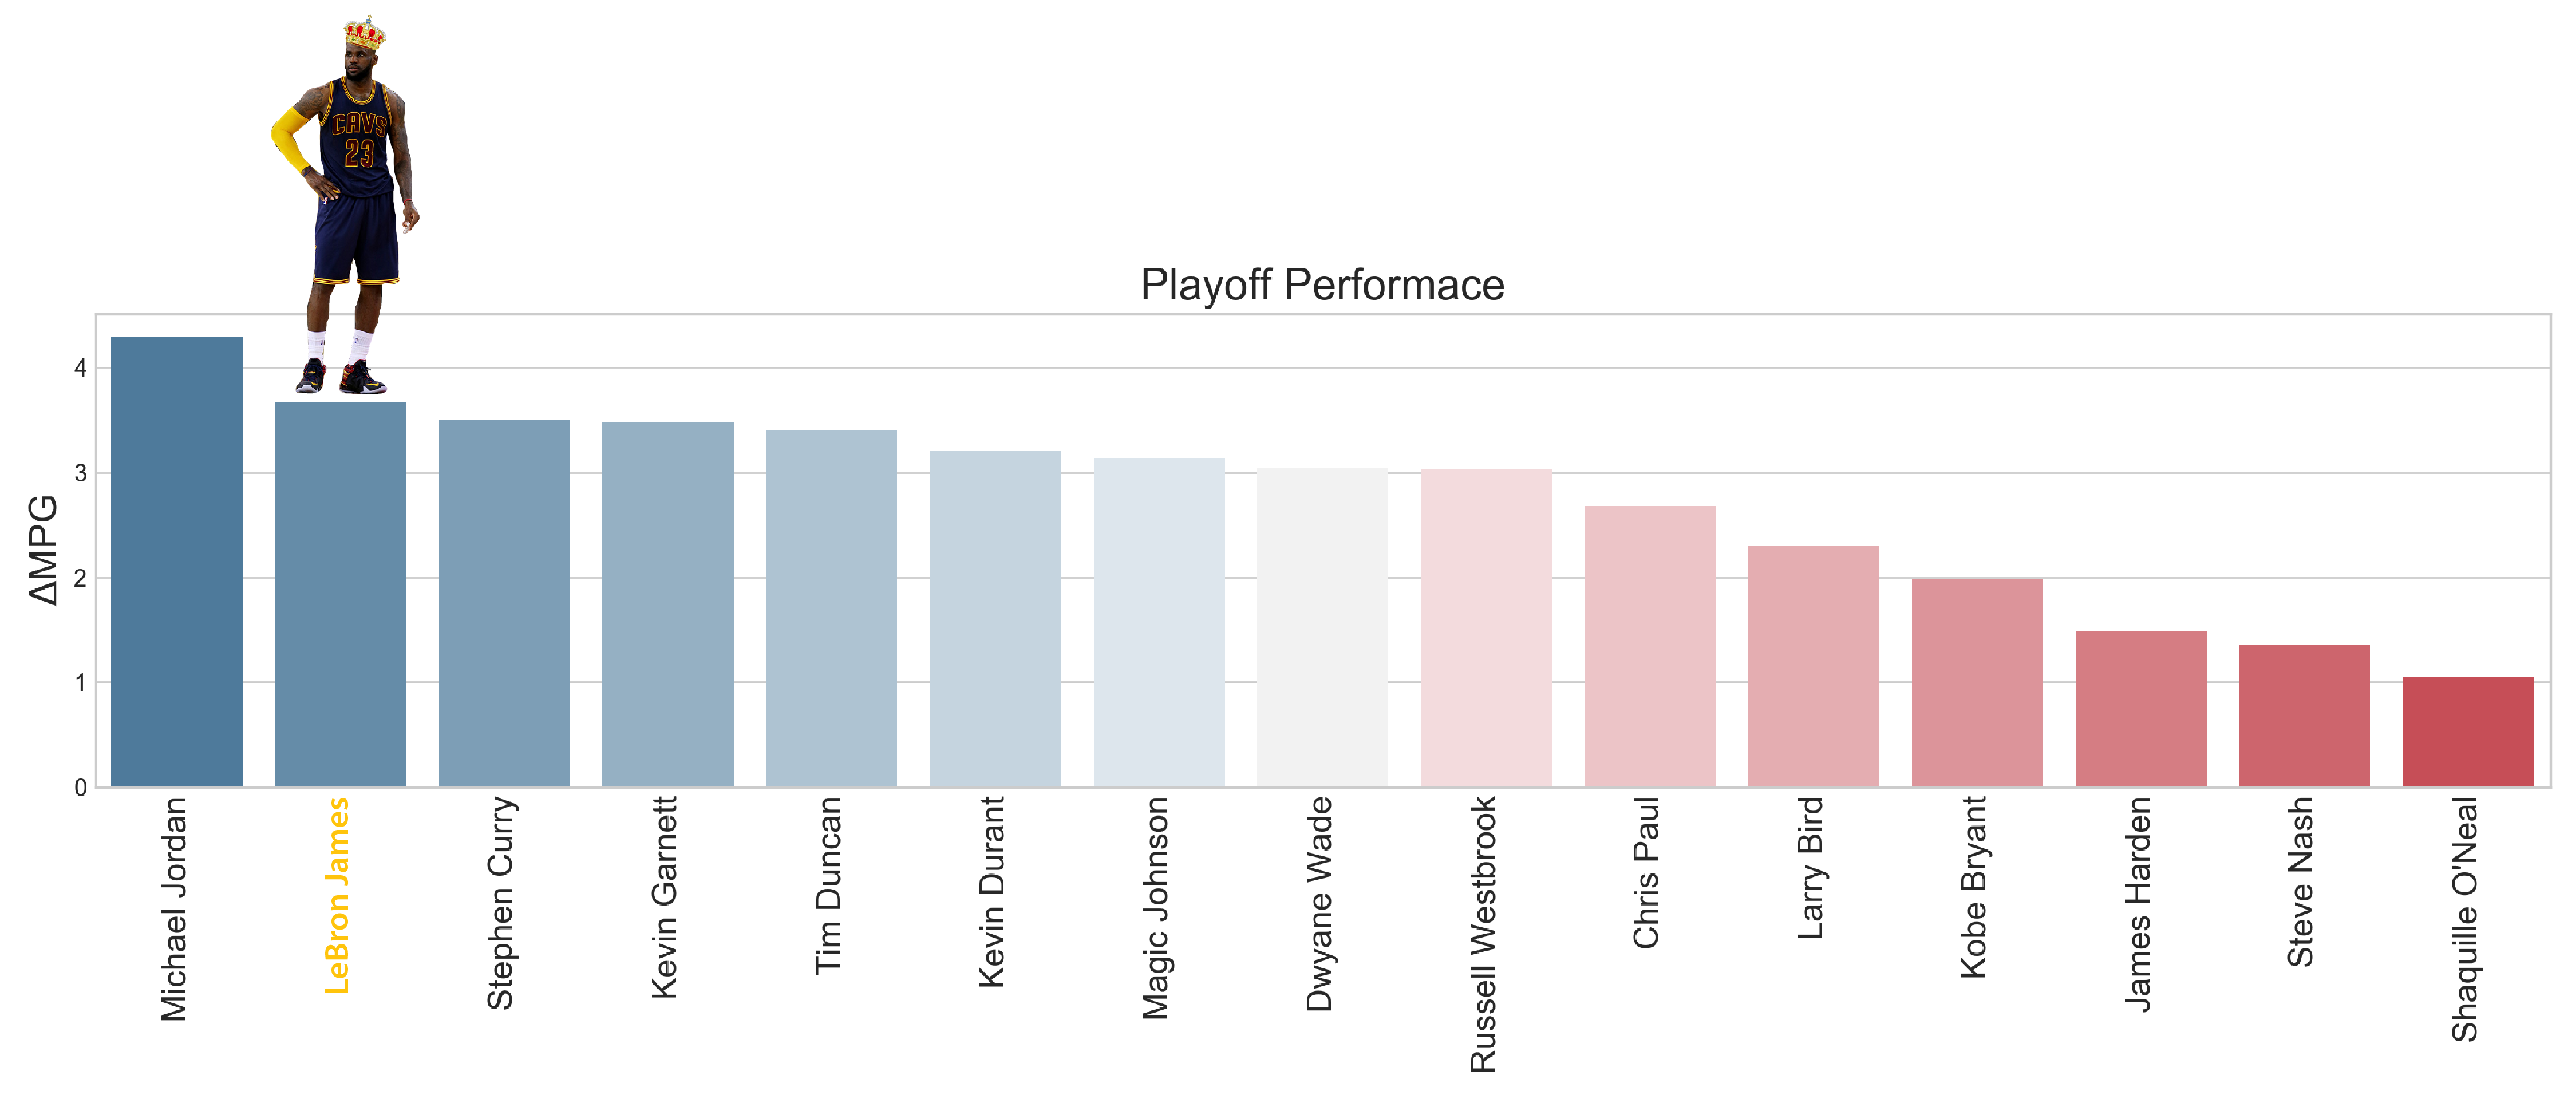 CAVS
23
Playoff Performace
ΔMPG
4
3
2
1
0
Michael Jordan
LeBron James
Stephen Curry
Kevin Garnett
Tim Duncan
Kevin Durant
Magic Johnson
Dwyane Wade
Russell Westbrook
Chris Paul
Larry Bird
Kobe Bryant
James Harden
Steve Nash
Shaquille O'Neal